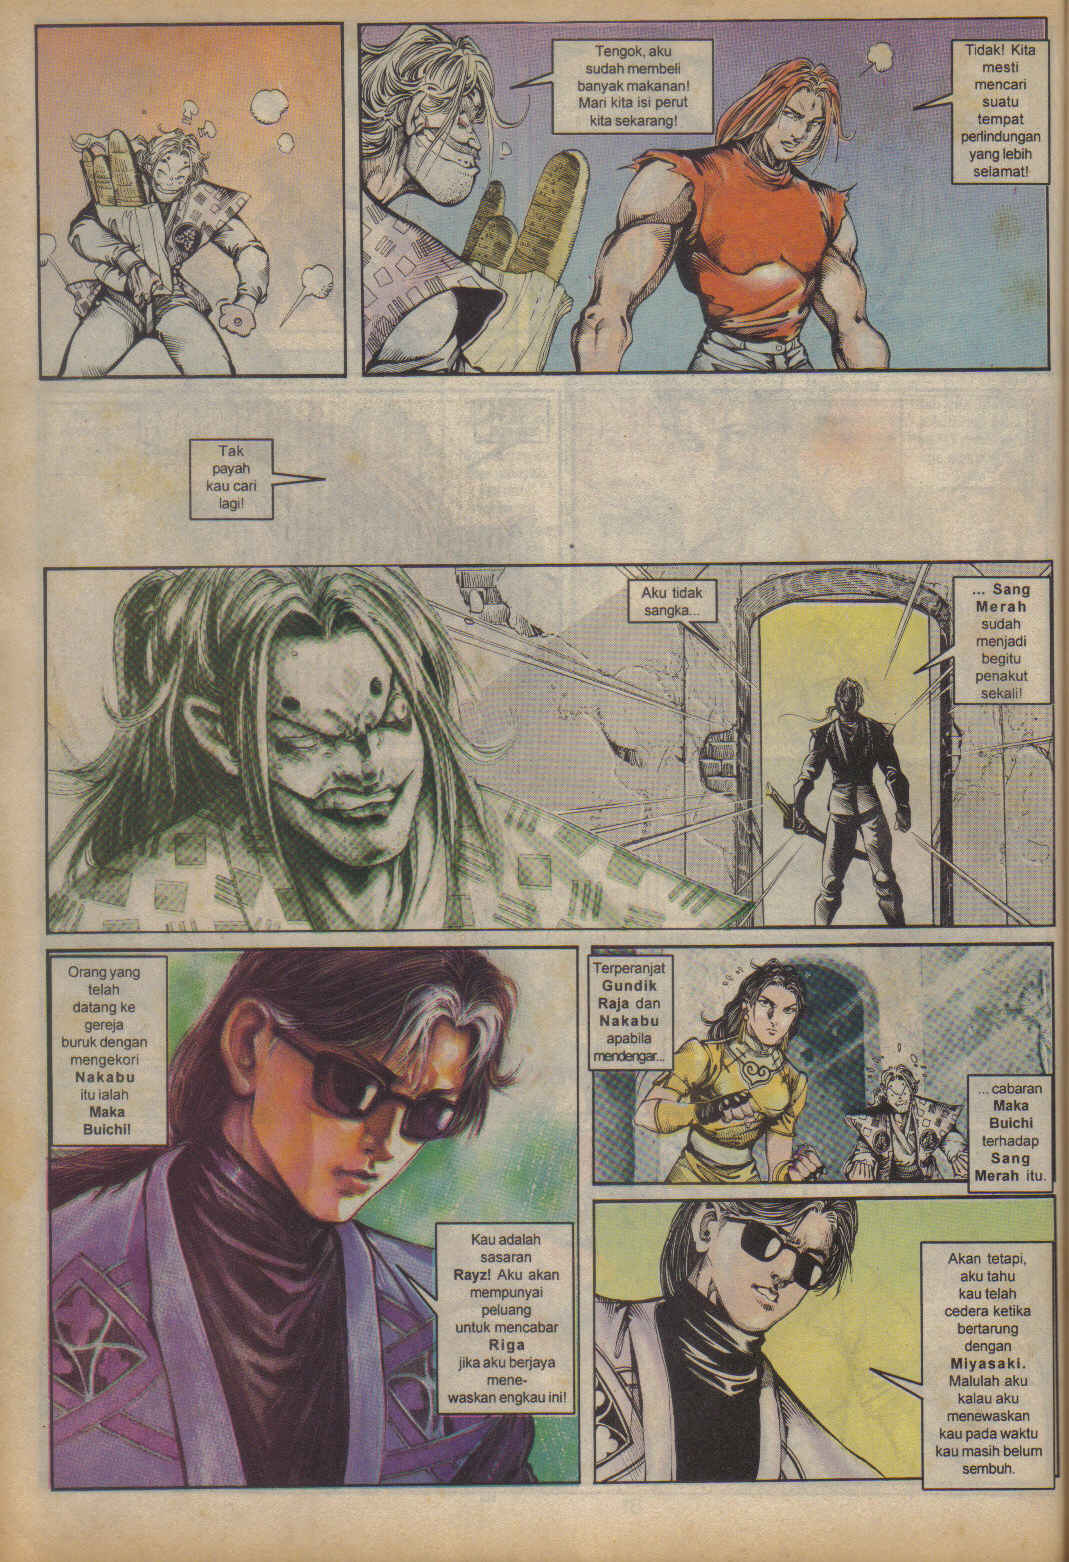 Tengok, aku
sudah membeli
banyak makanan!
Mari kita isi perut
kita sekarang!
Tidak! Kita
mesti
mencari
suatu
tempat
perlindungan
yang lebih
selamat!
Tak
payah
kau cari
lagi!
Aku tidak
sangka...
... Sang
Merah
sudah
menjadi
begitu
penakut
sekali!
Orang yang
telah
datang ke
gereja
buruk dengan
mengekori
Nakabu
itu ialah
Maka
Buichi!
Kau adalah
sasaran
Rayz! Aku akan
mempunyai
peluang
untuk mencabar
Riga
jika aku berjaya
mene-
waskan engkau ini!
Terperanjat
Gundik
Raja dan
Nakabu
apabila
mendengar...
... cabaran
Maka
Buichi
terhadap
Sang
Merah itu.
Akan tetapi,
aku tahu
kau telah
cedera ketika
bertarung
dengan
Miyasaki.
Malulah aku
kalau aku
menewaskan
kau pada waktu
kau masih belum
sembuh.